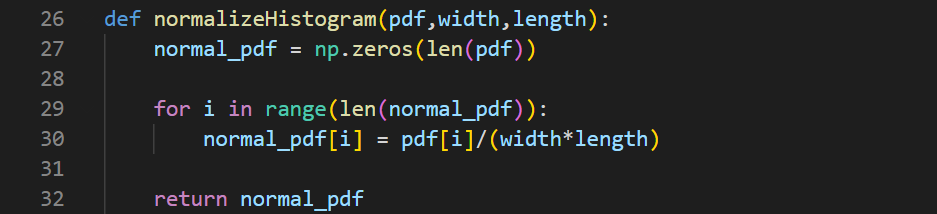 26 def normalizeHistogram(pdf,width,length):
27     normal_pdf = np.zeros(len(pdf))
28
29     for i in range(len(normal_pdf)):
30         normal_pdf[i] = pdf[i]/(width*length)
31
32     return normal_pdf